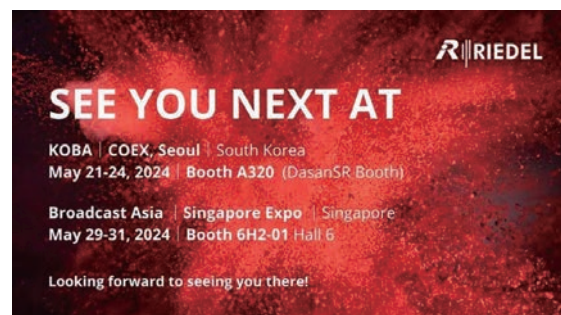 RIEDEL
SEE YOU NEXT AT
KOBA | COEX, Seoul | South Korea
May 21-24, 2024 | Booth A320 (DasanSR Booth)
Broadcast Asia | Singapore Expo | Singapore
May 29-31, 2024 | Booth 6H2-01 Hall 6
Looking forward to seeing you there!